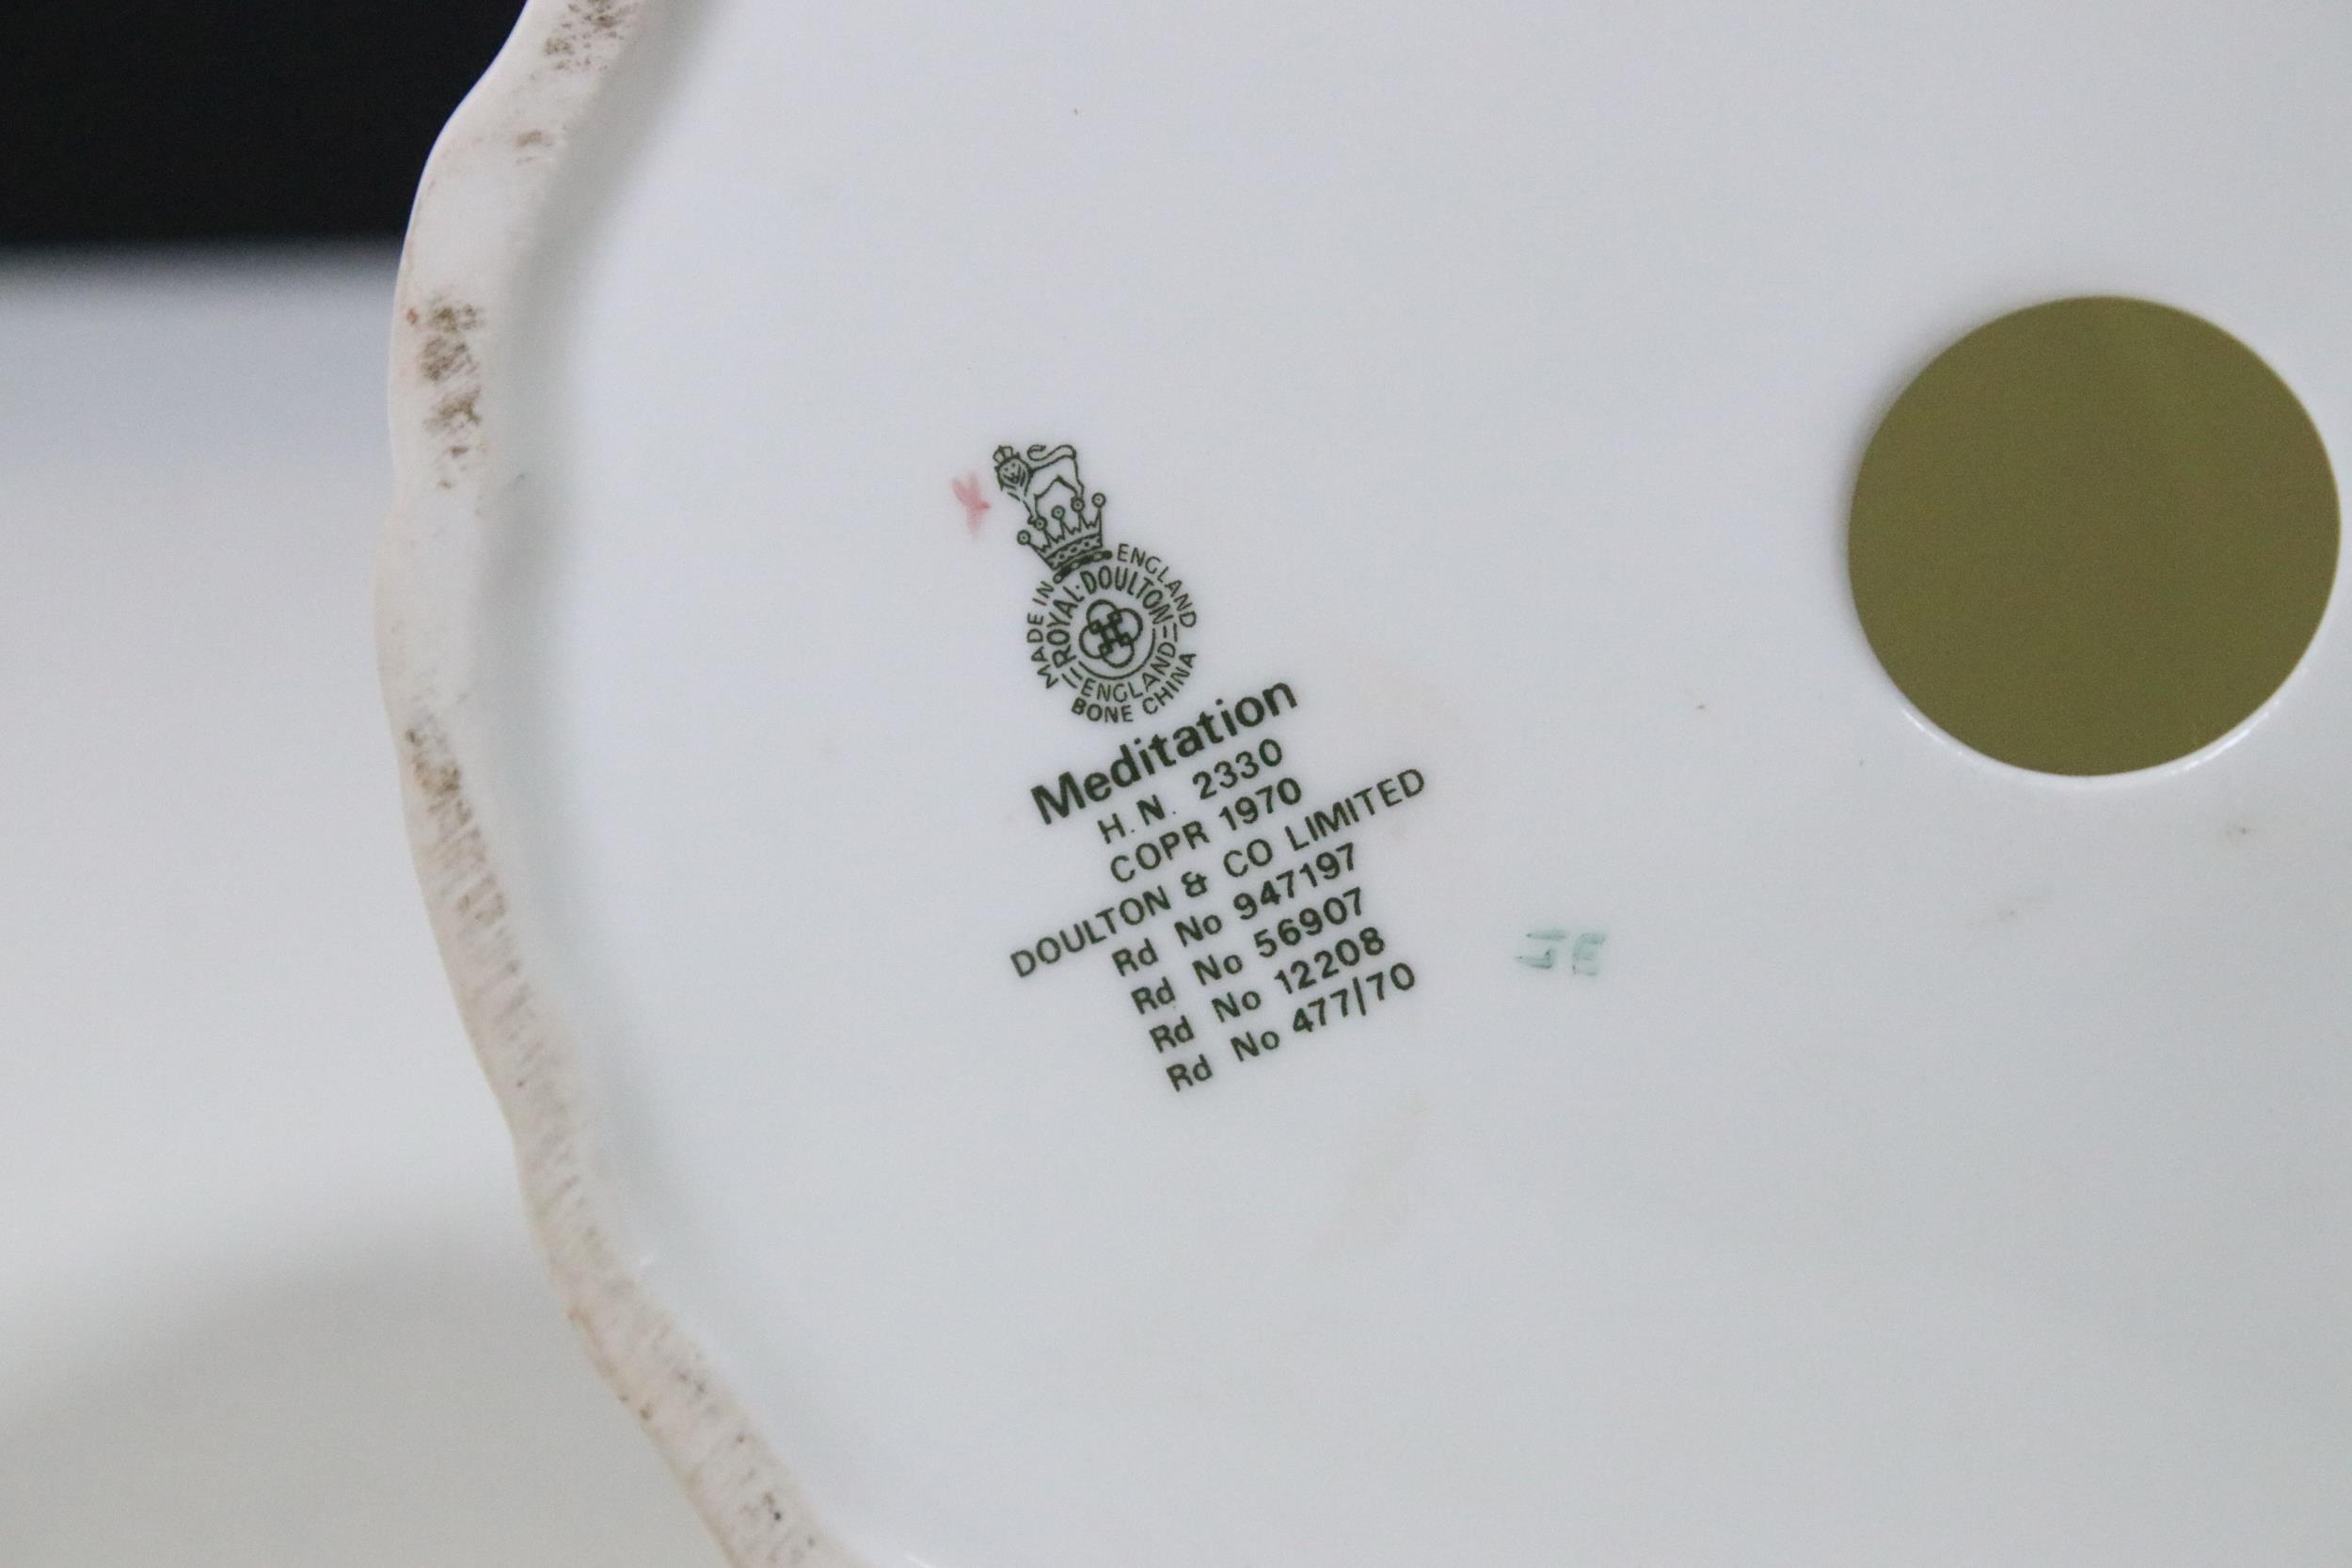 MADE IN ENGLAND
ROYAL·DOULTON
ENGLAND
BONE CHINA
Meditation
H.N. 2330
COPR 1970
DOULTON & CO LIMITED
Rd No 947197
Rd No 56907
Rd No 12208
Rd No 477/70